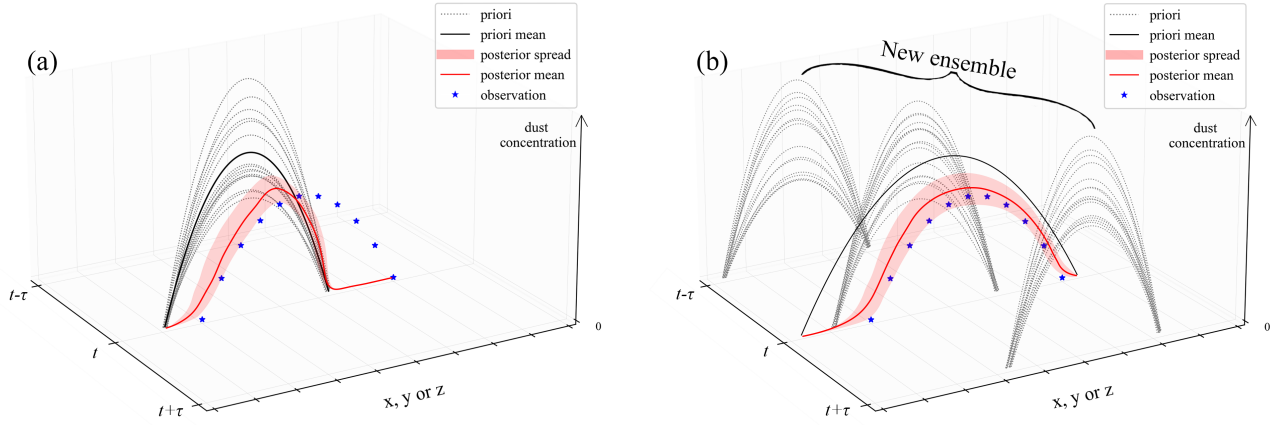 (a)
priori
priori mean
posterior spread
posterior mean
observation
dust
concentration
0
t-τ
t
t+τ
x, y or z
(b)
New ensemble
priori
priori mean
posterior spread
posterior mean
observation
dust
concentration
0
t-τ
t
t+τ
x, y or z